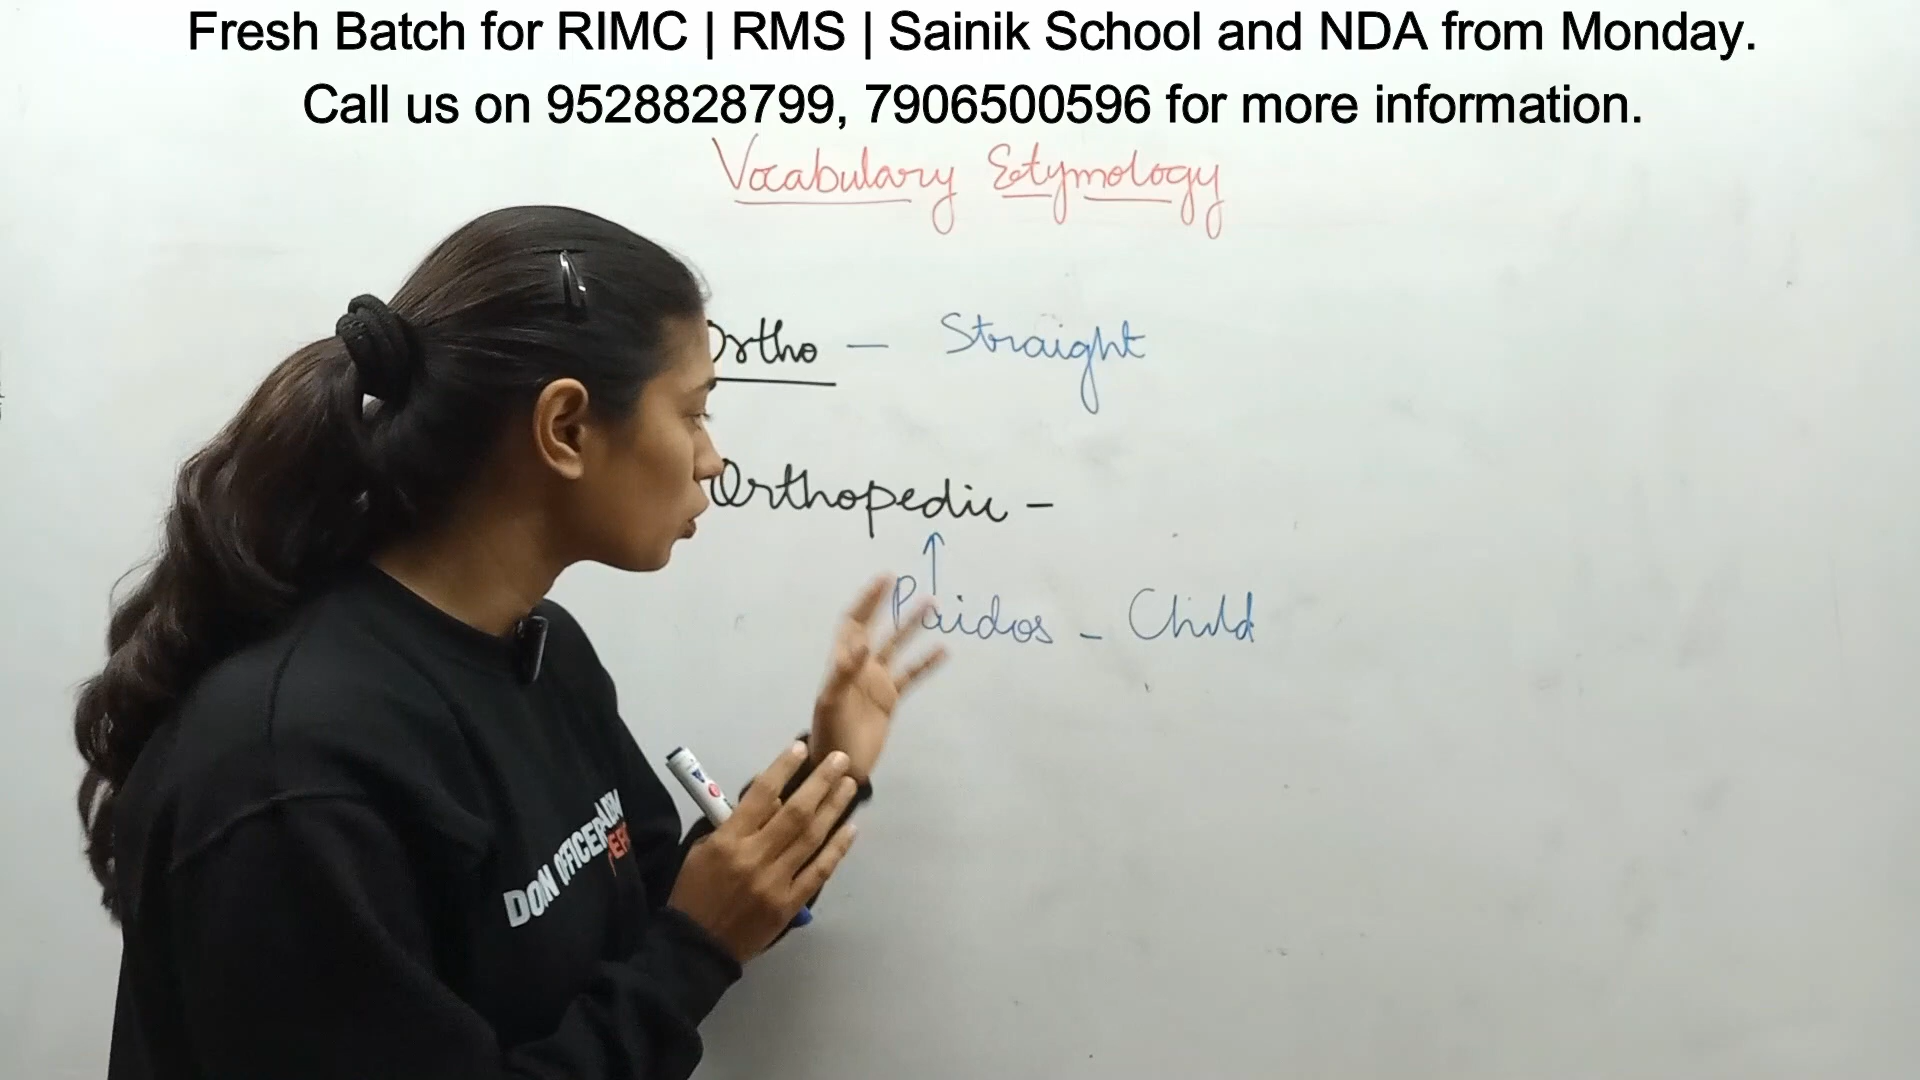 Fresh Batch for RIMC | RMS | Sainik School and NDA from Monday.
Call us on 9528828799, 7906500596 for more information.
Vocabulary Etymology
Ortho - Straight
Orthopedic -
Paidos - Child